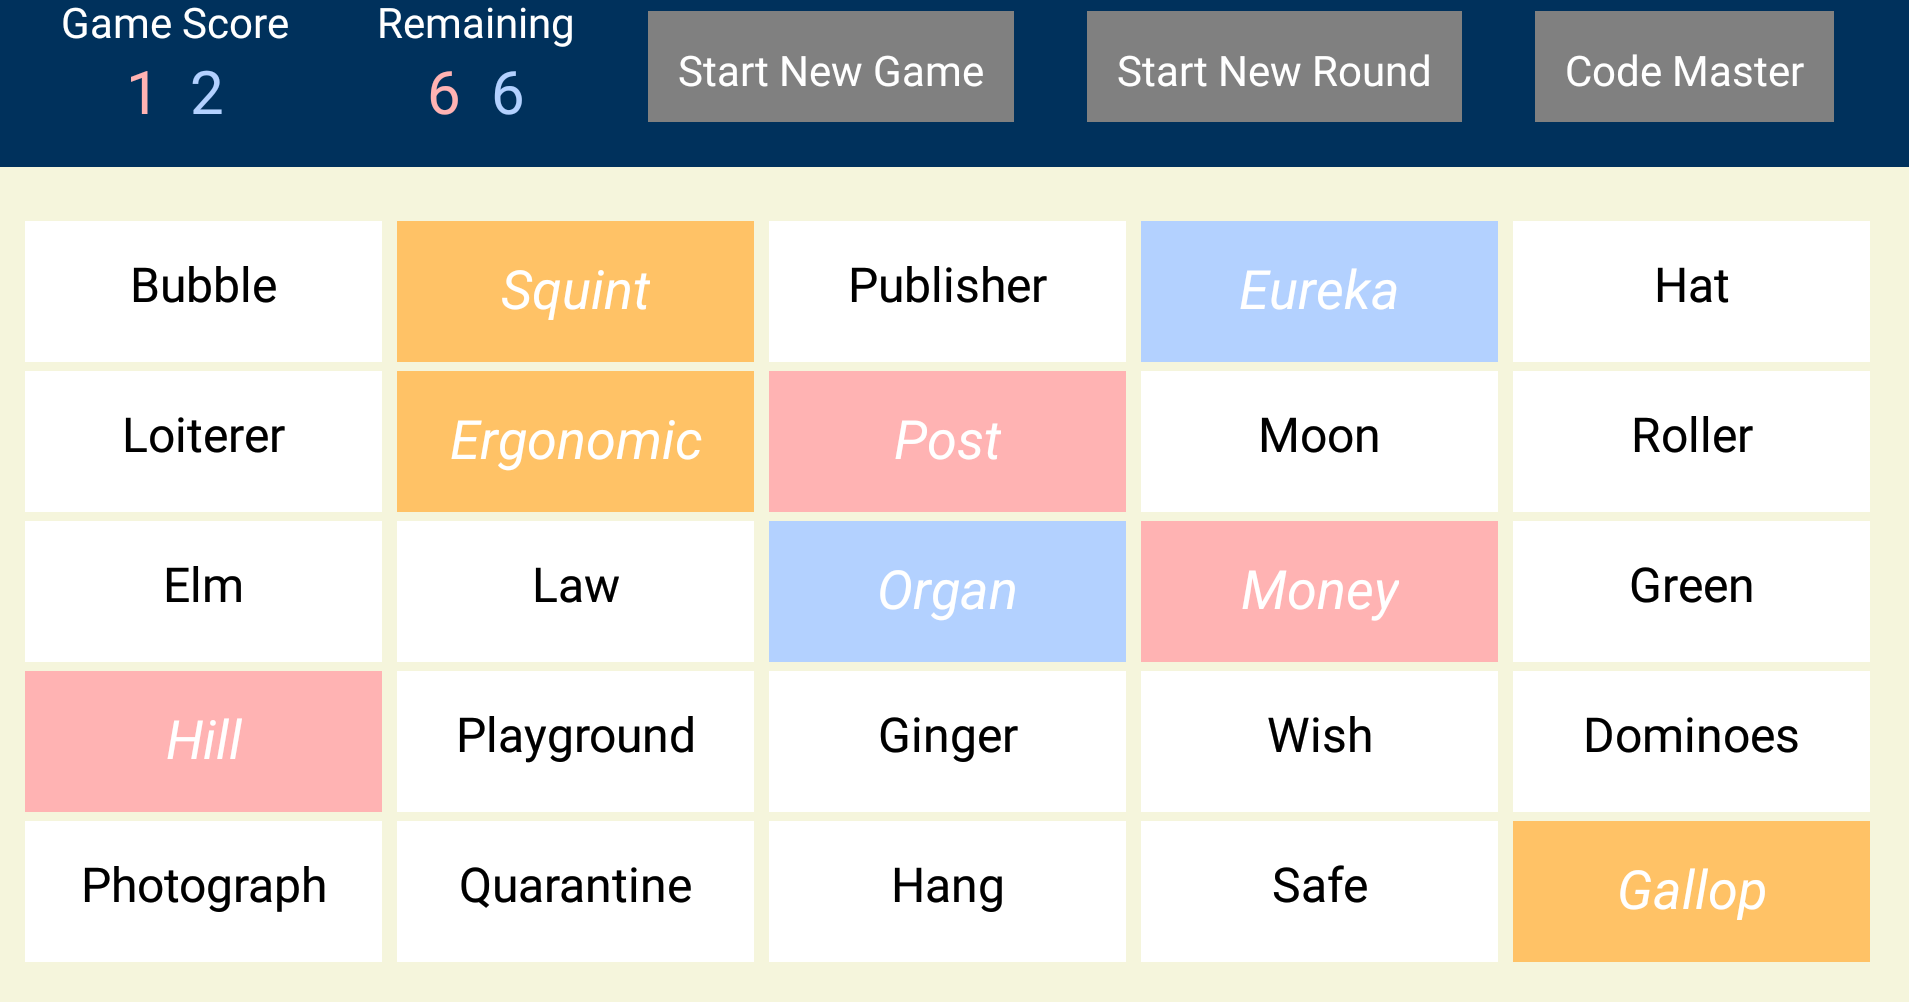 Game Score Remaining
1 2 6 6
Start New Game Start New Round Code Master
Bubble Squint Publisher Eureka Hat
Loiterer Ergonomic Post Moon Roller
Elm Law Organ Money Green
Hill Playground Ginger Wish Dominoes
Photograph Quarantine Hang Safe Gallop